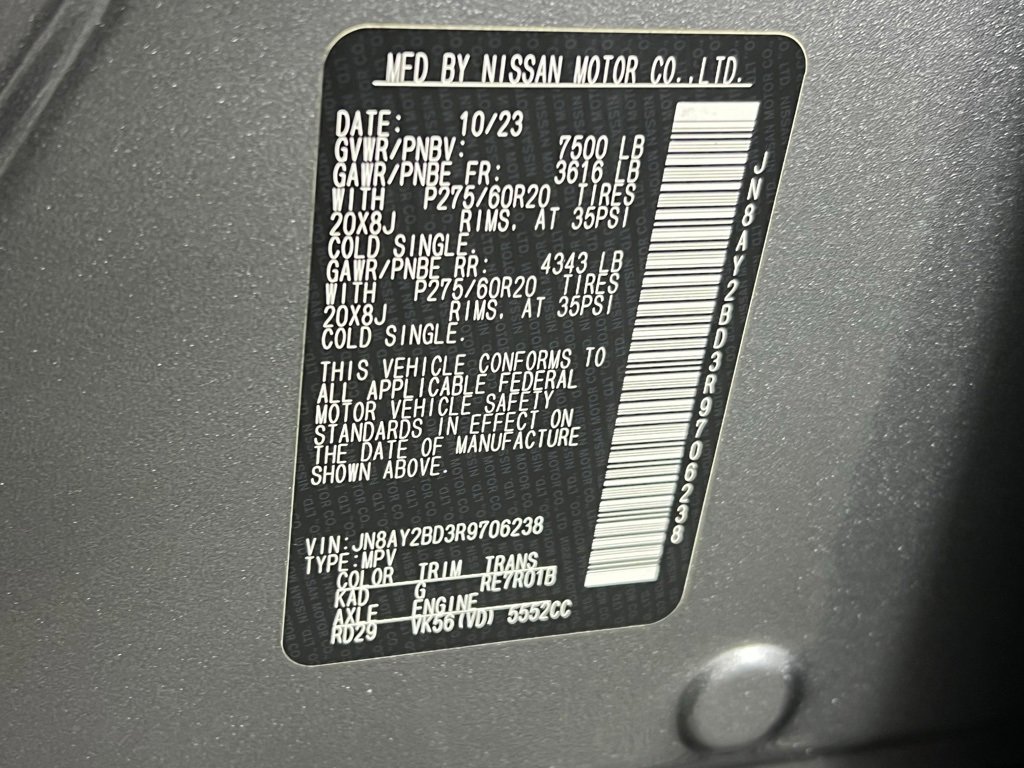 MFD BY NISSAN MOTOR CO.,LTD.
DATE: 10/23
GVWR/PNBV: 7500 LB
GAWR/PNBE FR: 3616 LB
WITH P275/60R20 TIRES
20X8J RIMS. AT 35PSI
COLD SINGLE.
GAWR/PNBE RR: 4343 LB
WITH P275/60R20 TIRES
20X8J RIMS. AT 35PSI
COLD SINGLE.
THIS VEHICLE CONFORMS TO
ALL APPLICABLE FEDERAL
MOTOR VEHICLE SAFETY
STANDARDS IN EFFECT ON
THE DATE OF MANUFACTURE
SHOWN ABOVE.
VIN:JN8AY2BD3R9706238
TYPE:MPV
COLOR TRIM TRANS
KAD G RE7R01B
AXLE ENGINE
RD29 VK56(VD) 5552CC
JN8AY2BD3R9706238